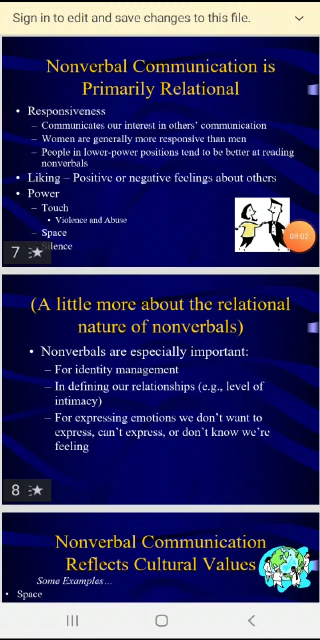 Sign in to edit and save changes to this file.
Nonverbal Communication is
Primarily Relational
• Responsiveness
– Communicates our interest in others’ communication
– Women are generally more responsive than men
– People in lower-power positions tend to be better at reading
nonverbals
• Liking – Positive or negative feelings about others
• Power
– Touch
• Violence and Abuse
– Space
Silence
08:02
7
(A little more about the relational
nature of nonverbals)
• Nonverbals are especially important:
– For identity management
– In defining our relationships (e.g., level of
intimacy)
– For expressing emotions we don’t want to
express, can’t express, or don’t know we’re
feeling
8
Nonverbal Communication
Reflects Cultural Values
Some Examples…
• Space